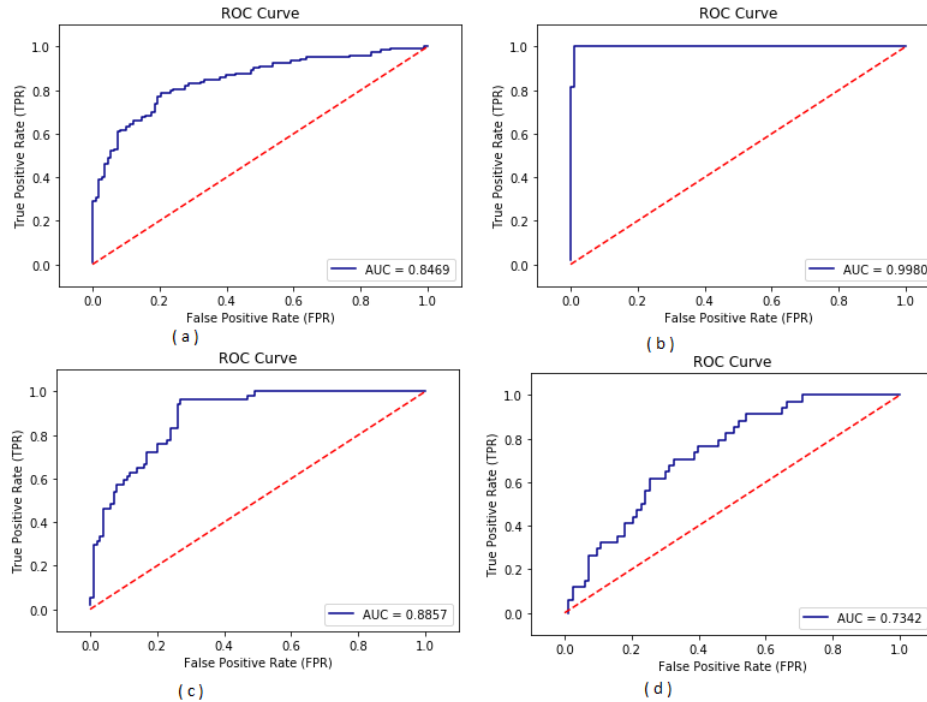 ROC Curve
True Positive Rate (TPR)
1.0
0.8
0.6
0.4
0.2
0.0
AUC = 0.8469
0.0 0.2 0.4 0.6 0.8 1.0
False Positive Rate (FPR)
( a )
ROC Curve
True Positive Rate (TPR)
1.0
0.8
0.6
0.4
0.2
0.0
AUC = 0.9980
0.0 0.2 0.4 0.6 0.8 1.0
False Positive Rate (FPR)
( b )
ROC Curve
True Positive Rate (TPR)
1.0
0.8
0.6
0.4
0.2
0.0
AUC = 0.8857
0.0 0.2 0.4 0.6 0.8 1.0
False Positive Rate (FPR)
( c )
ROC Curve
True Positive Rate (TPR)
1.0
0.8
0.6
0.4
0.2
0.0
AUC = 0.7342
0.0 0.2 0.4 0.6 0.8 1.0
False Positive Rate (FPR)
( d )